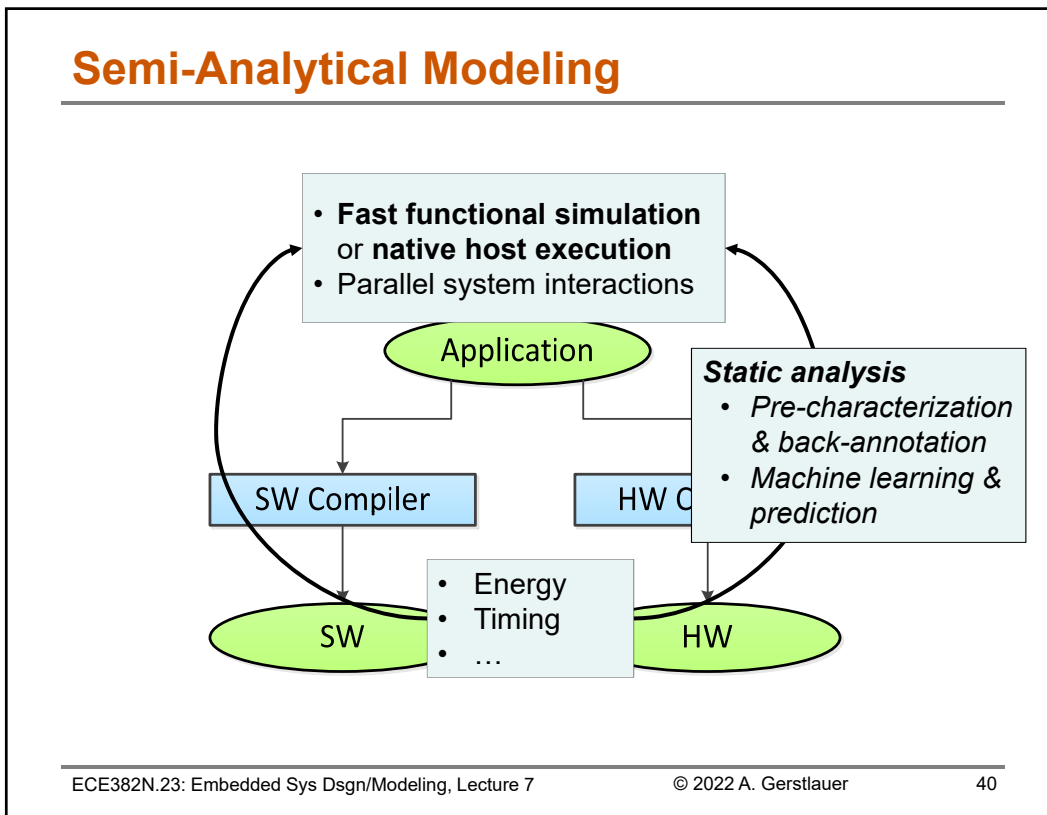 Semi-Analytical Modeling
• Fast functional simulation
or native host execution
• Parallel system interactions
Application
Static analysis
• Pre-characterization
& back-annotation
• Machine learning &
prediction
SW Compiler
HW C
• Energy
• Timing
• …
SW
HW
ECE382N.23: Embedded Sys Dsgn/Modeling, Lecture 7
© 2022 A. Gerstlauer
40